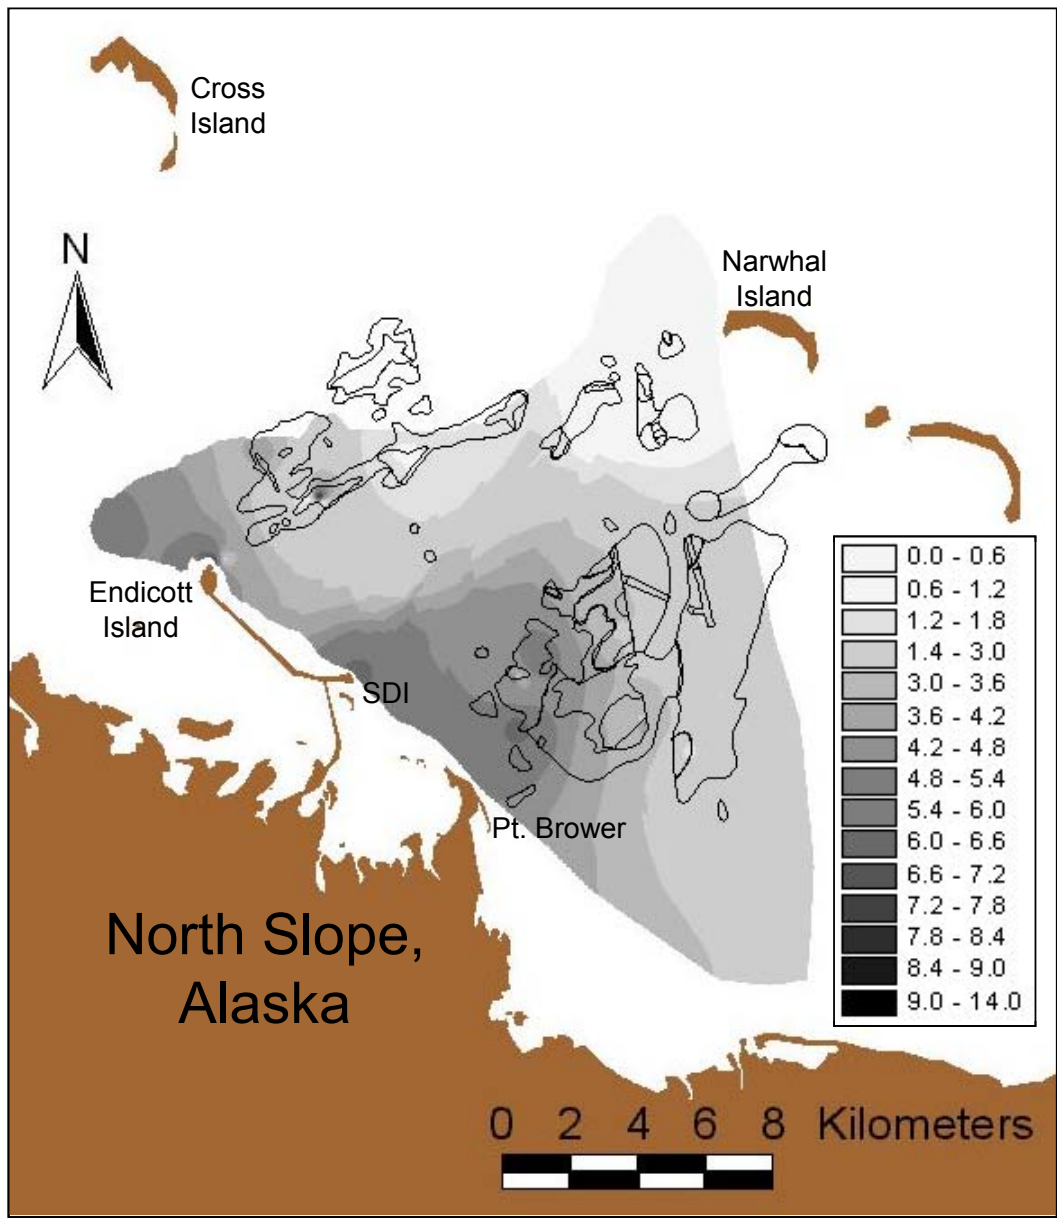 Cross
Island
N
Narwhal
Island
Endicott
Island
SDI
Pt. Brower
North Slope,
Alaska
0.0 - 0.6
0.6 - 1.2
1.2 - 1.8
1.4 - 3.0
3.0 - 3.6
3.6 - 4.2
4.2 - 4.8
4.8 - 5.4
5.4 - 6.0
6.0 - 6.6
6.6 - 7.2
7.2 - 7.8
7.8 - 8.4
8.4 - 9.0
9.0 - 14.0
0 2 4 6 8 Kilometers